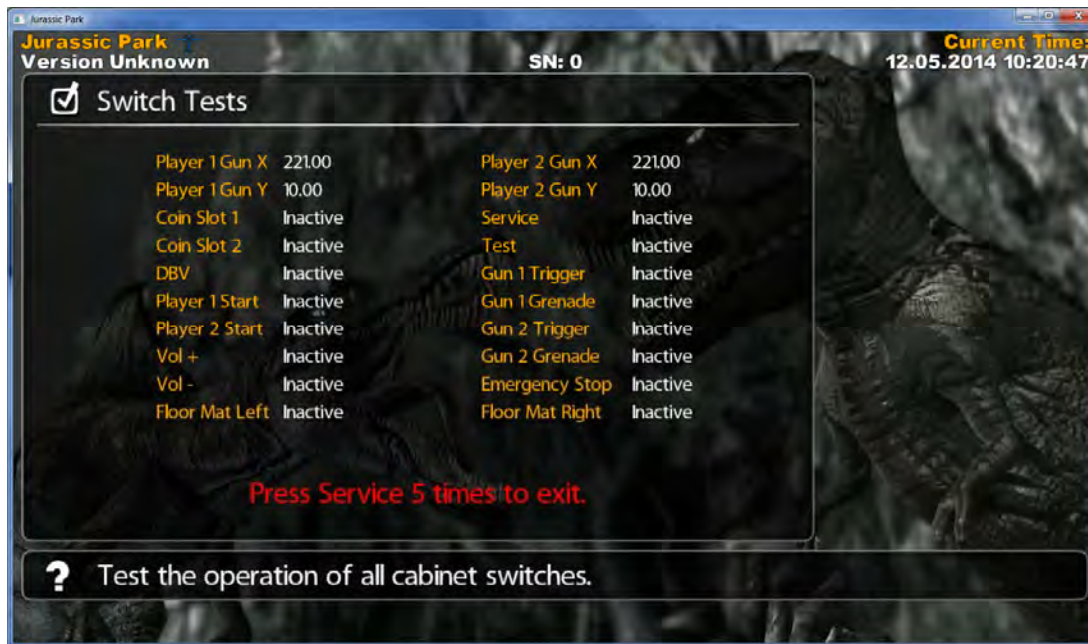 Jurassic Park
Jurassic Park
Current Time:
Version Unknown
SN: 0
12.05.2014 10:20:47
Switch Tests
Player 1 Gun X 221.00 Player 2 Gun X 221.00
Player 1 Gun Y 10.00 Player 2 Gun Y 10.00
Coin Slot 1 Inactive Service Inactive
Coin Slot 2 Inactive Test Inactive
DBV Inactive Gun 1 Trigger Inactive
Player 1 Start Inactive Gun 1 Grenade Inactive
Player 2 Start Inactive Gun 2 Trigger Inactive
Vol + Inactive Gun 2 Grenade Inactive
Vol - Inactive Emergency Stop Inactive
Floor Mat Left Inactive Floor Mat Right Inactive
Press Service 5 times to exit.
? Test the operation of all cabinet switches.